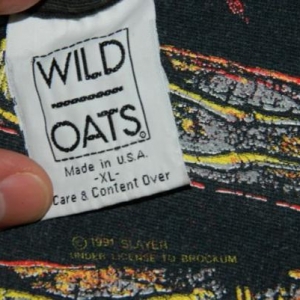 WILD
OATS®
Made in U.S.A.
-XL-
Care & Content Over
© 1991 SLAYER
UNDER LICENSE TO BROCKUM